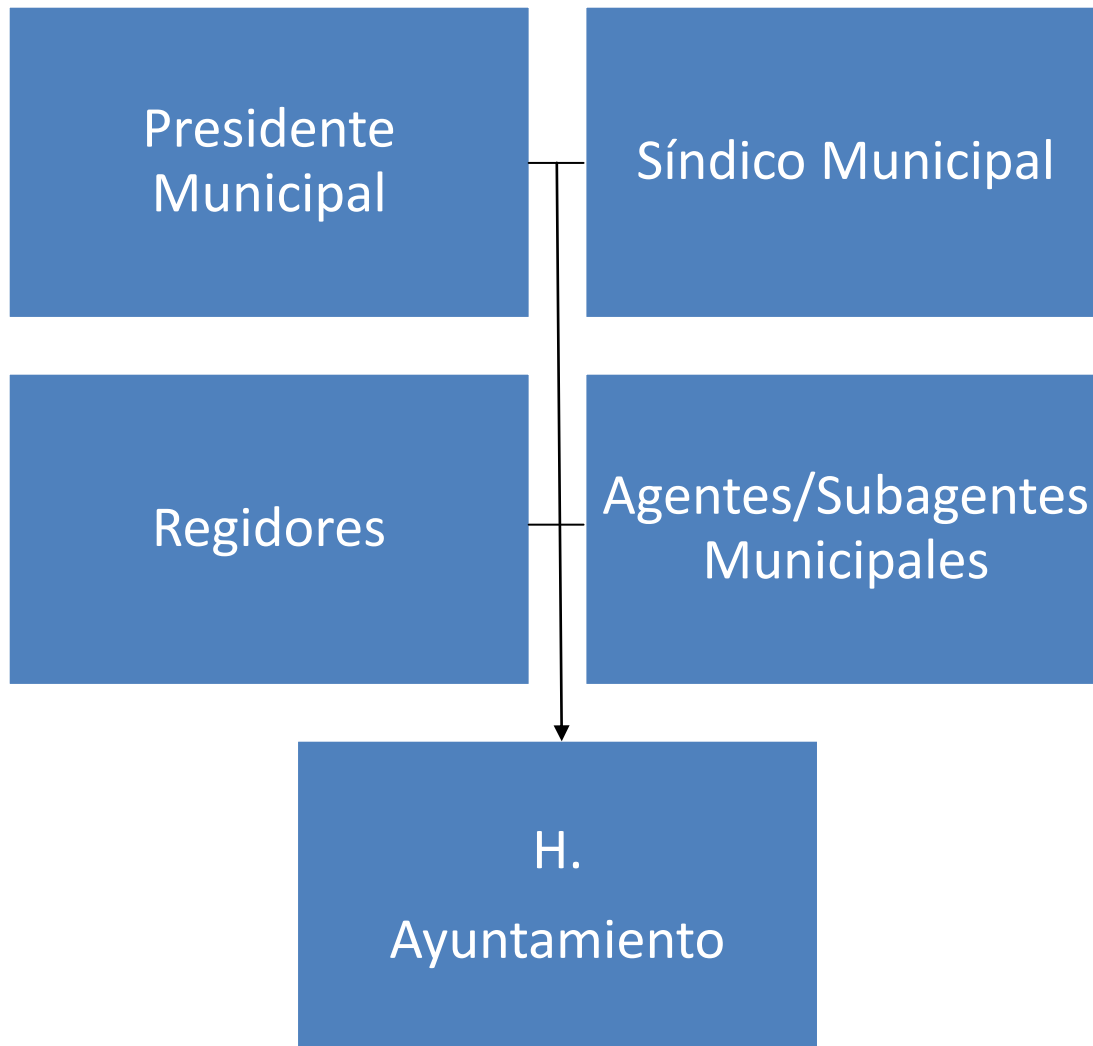 Presidente
Municipal
Síndico Municipal
Regidores
Agentes/Subagentes
Municipales
H.
Ayuntamiento